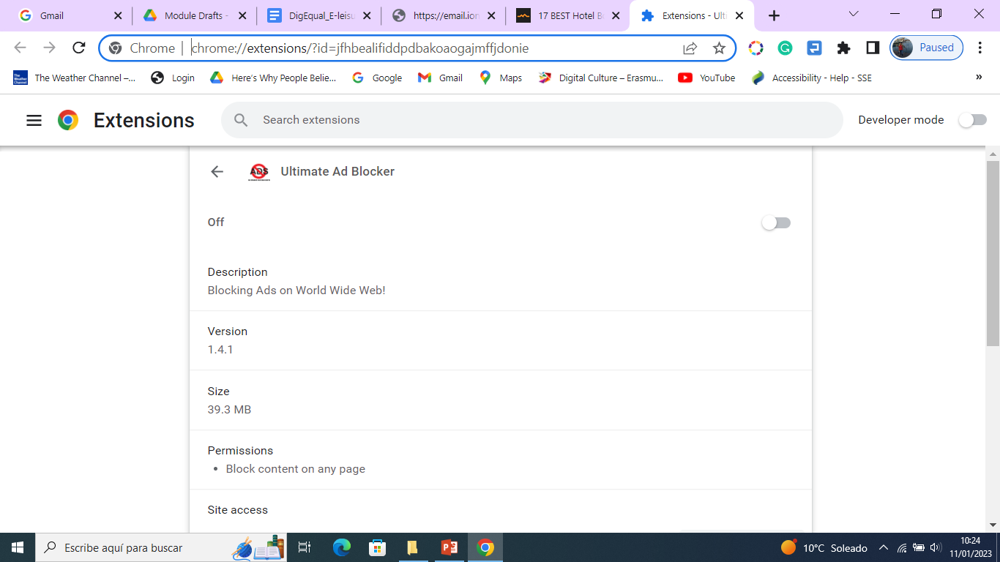 Gmail
Module Drafts -
DigEqual_E-leisu
https://email.ion
17 BEST Hotel B
Extensions - Ulti
Chrome | chrome://extensions/?id=jfhbealifiddpdbakoaogajmffjdonie
Paused
The Weather Channel –...
Login
Here's Why People Belie...
Google
Gmail
Maps
Digital Culture – Erasmu...
YouTube
Accessibility - Help - SSE
»
Extensions
Search extensions
Developer mode
ADS
Ultimate Ad Blocker
Off
Description
Blocking Ads on World Wide Web!
Version
1.4.1
Size
39.3 MB
Permissions
• Block content on any page
Site access
Escribe aquí para buscar
10°C Soleado
10:24
11/01/2023